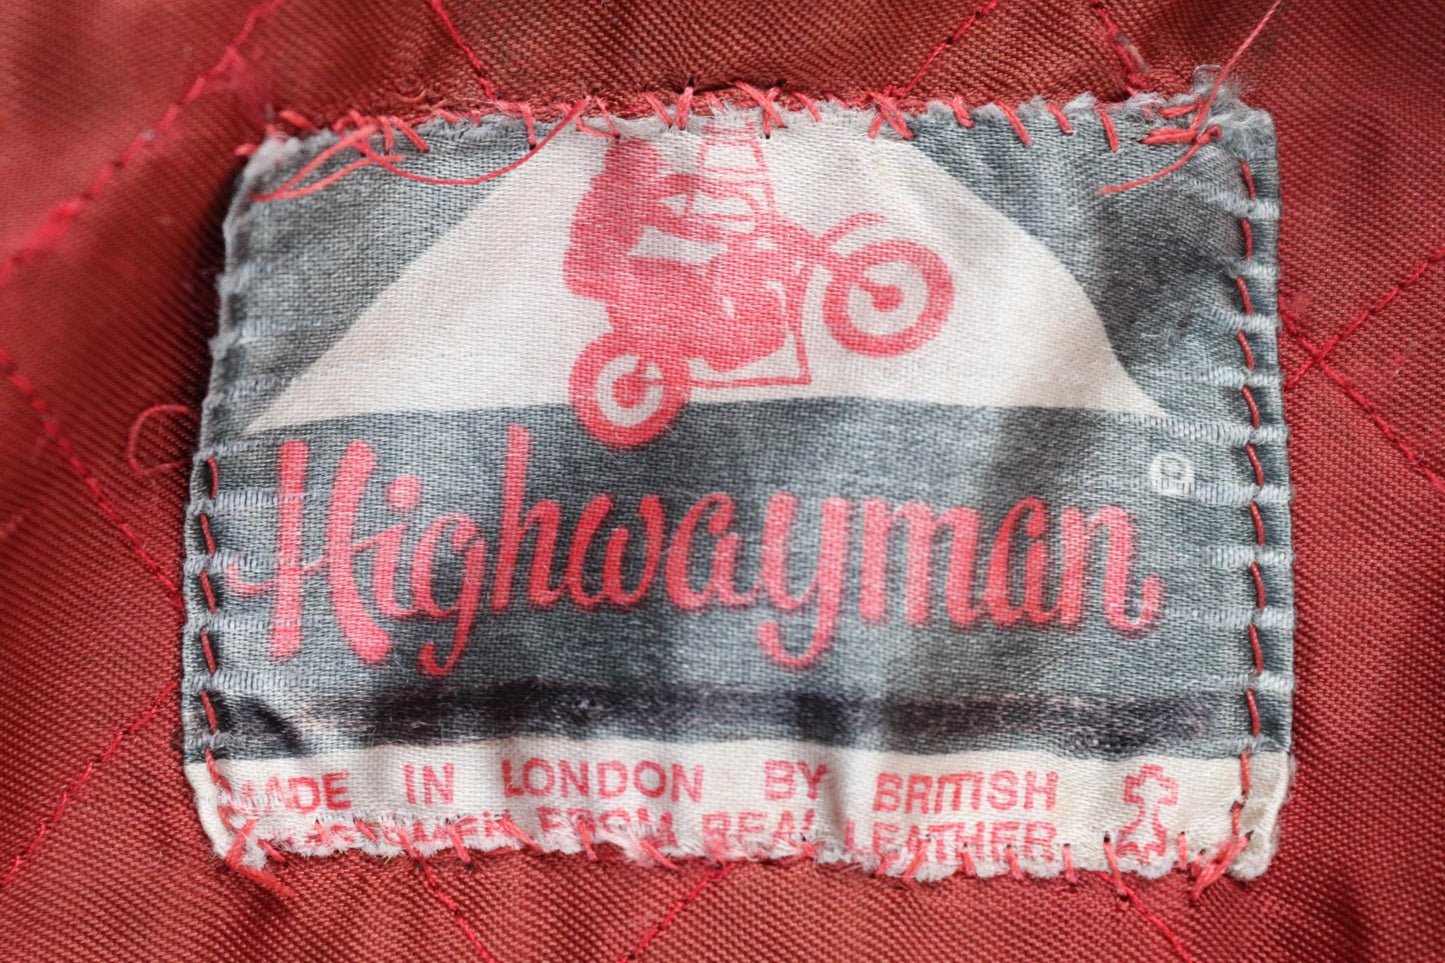 Highwayman
®
MADE IN LONDON BY BRITISH
FROM REAL LEATHER